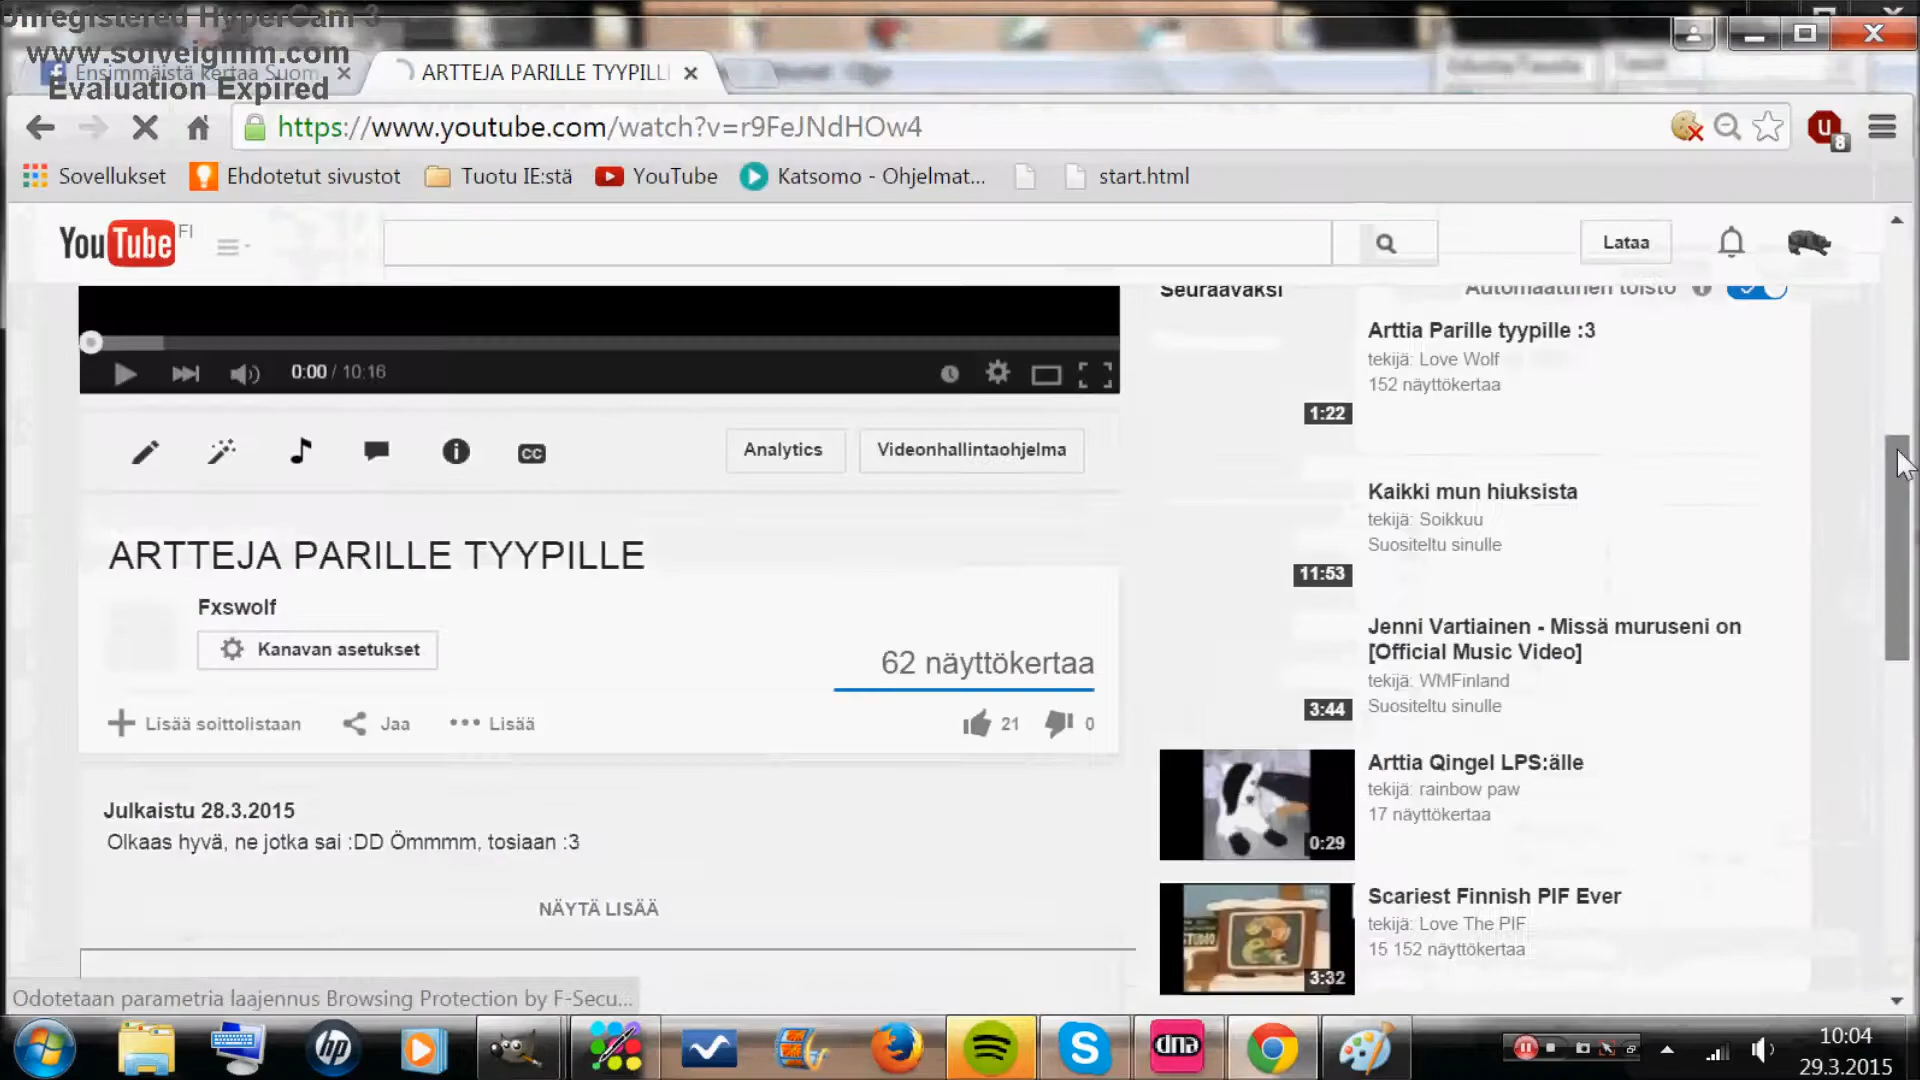 Unregistered HyperCam 3
www.solveigmm.com
Evaluation Expired
Ensimmäistä kertaa Suom
ARTTEJA PARILLE TYYPILL
https://www.youtube.com/watch?v=r9FeJNdHOw4
8
Sovellukset
Ehdotetut sivustot
Tuotu IE:stä
YouTube
Katsomo - Ohjelmat...
start.html
YouTube FI
Lataa
Seuraavaksi
Automaattinen toisto
0:00 / 10:16
Arttia Parille tyypille :3
tekijä: Love Wolf
152 näyttökertaa
1:22
CC
Analytics
Videonhallintaohjelma
Kaikki mun hiuksista
tekijä: Soikkuu
Suositeltu sinulle
11:53
ARTTEJA PARILLE TYYPILLE
Fxswolf
Kanavan asetukset
62 näyttökertaa
Jenni Vartiainen - Missä muruseni on
[Official Music Video]
tekijä: WMFinland
Suositeltu sinulle
3:44
Lisää soittolistaan
Jaa
Lisää
21
0
Arttia Qingel LPS:älle
tekijä: rainbow paw
17 näyttökertaa
0:29
Julkaistu 28.3.2015
Olkaas hyvä, ne jotka sai :DD Ömmmm, tosiaan :3
NÄYTÄ LISÄÄ
Scariest Finnish PIF Ever
tekijä: Love The PIF
15 152 näyttökertaa
3:32
Odotetaan parametria laajennus Browsing Protection by F-Secu...
hp
dna
10:04
29.3.2015